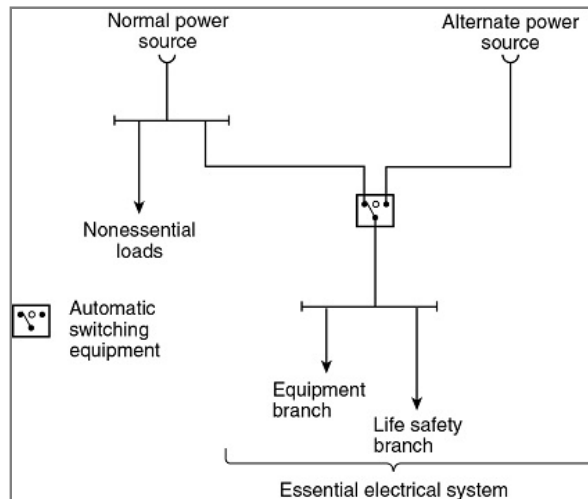 Normal power
source
Alternate power
source
Nonessential
loads
Automatic
switching
equipment
Equipment
branch
Life safety
branch
Essential electrical system